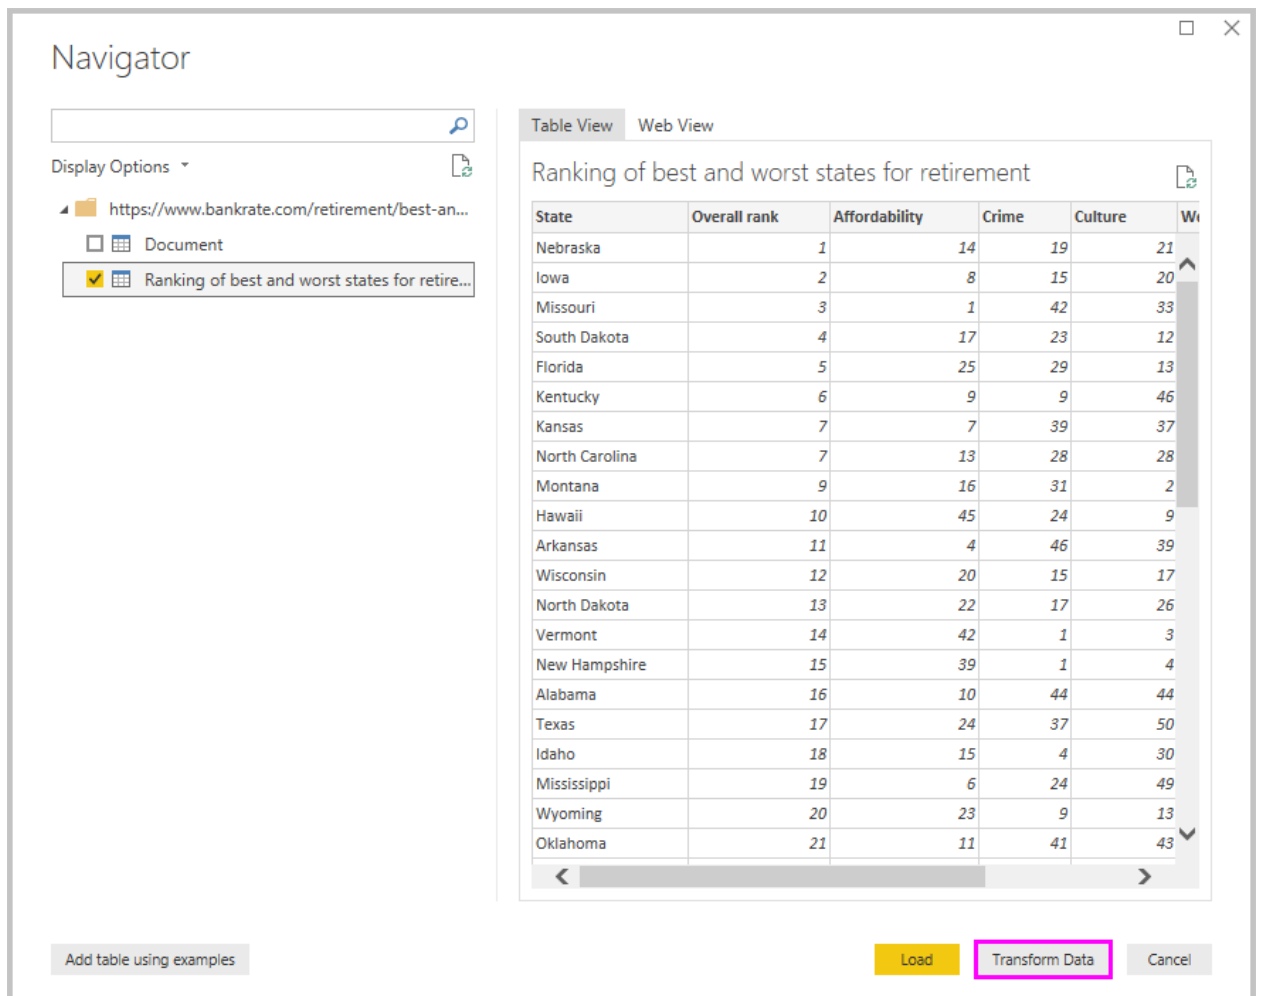 Navigator
Display Options
https://www.bankrate.com/retirement/best-an...
Document
Ranking of best and worst states for retire...
Table View Web View
Ranking of best and worst states for retirement
State Overall rank Affordability Crime Culture We
Nebraska 1 14 19 21
Iowa 2 8 15 20
Missouri 3 1 42 33
South Dakota 4 17 23 12
Florida 5 25 29 13
Kentucky 6 9 9 46
Kansas 7 7 39 37
North Carolina 7 13 28 28
Montana 9 16 31 2
Hawaii 10 45 24 9
Arkansas 11 4 46 39
Wisconsin 12 20 15 17
North Dakota 13 22 17 26
Vermont 14 42 1 3
New Hampshire 15 39 1 4
Alabama 16 10 44 44
Texas 17 24 37 50
Idaho 18 15 4 30
Mississippi 19 6 24 49
Wyoming 20 23 9 13
Oklahoma 21 11 41 43
Add table using examples Load Transform Data Cancel